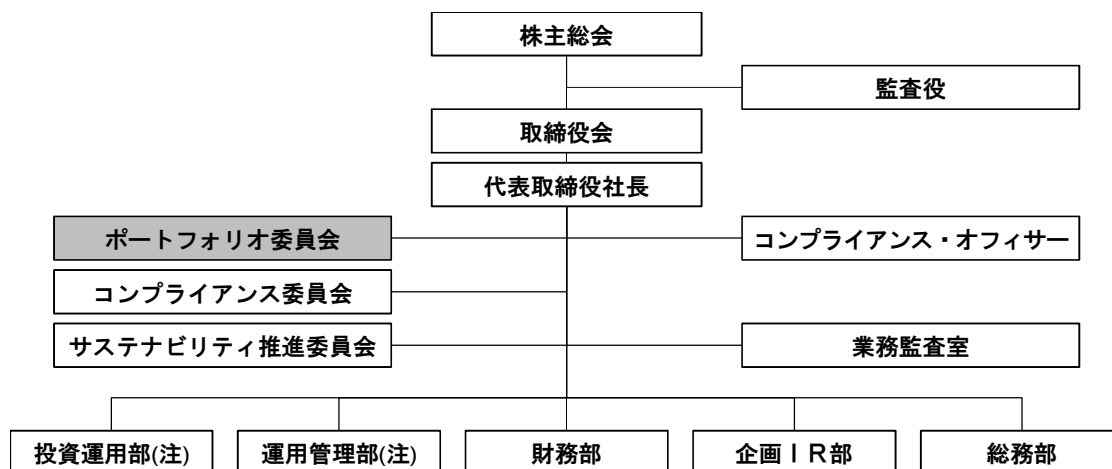 株主総会
監査役
取締役会
代表取締役社長
ポートフォリオ委員会
コンプライアンス・オフィサー
コンプライアンス委員会
サステナビリティ推進委員会
業務監査室
投資運用部(注)
運用管理部(注)
財務部
企画ＩＲ部
総務部